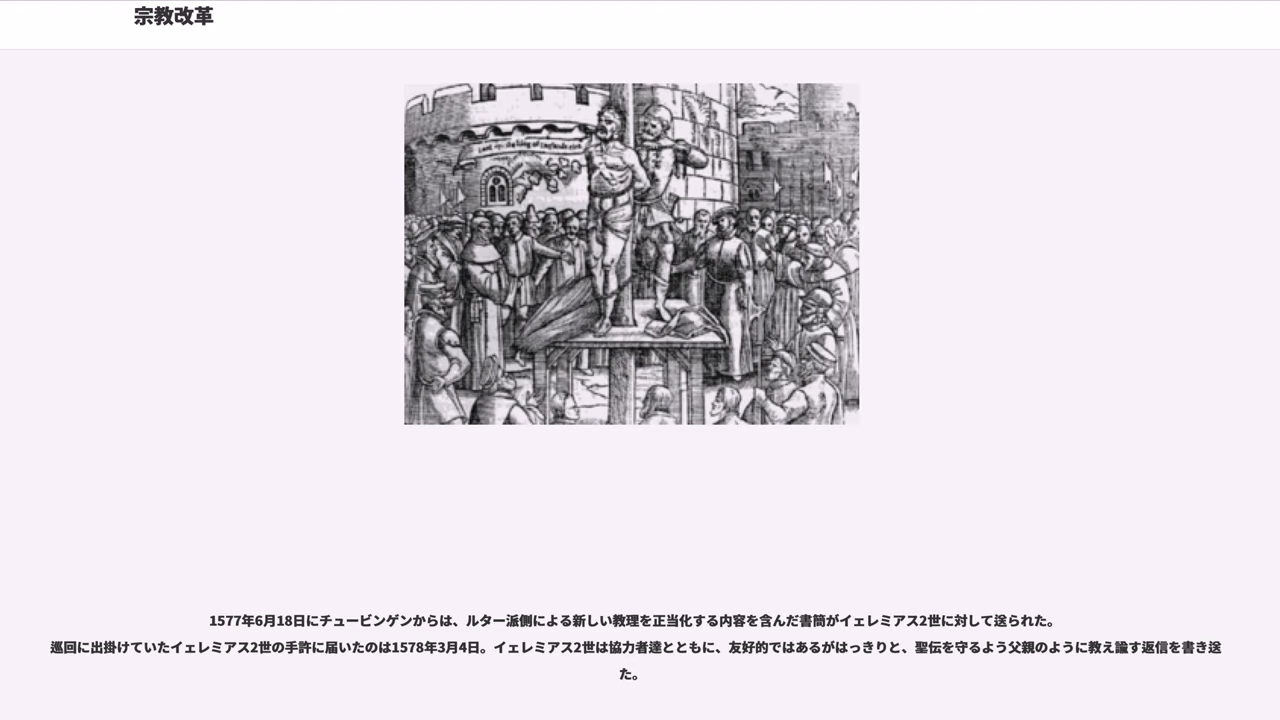 宗教改革
Lord ope the king of Englands eies
1577年6月18日にチュービンゲンからは、ルター派側による新しい教理を正当化する内容を含んだ書簡がイェレミアス2世に対して送られた。
巡回に出掛けていたイェレミアス2世の手許に届いたのは1578年3月4日。イェレミアス2世は協力者達とともに、友好的ではあるがはっきりと、聖伝を守るよう父親のように教え諭す返信を書き送
た。